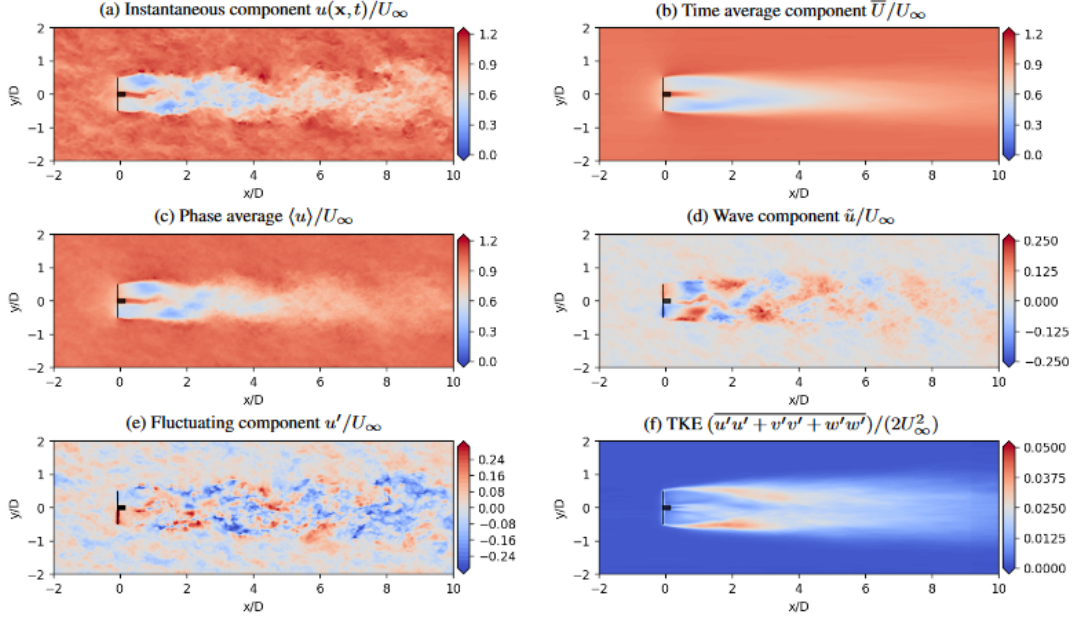 (a) Instantaneous component u(x, t)/U∞
(b) Time average component U̅/U∞
2
1
0
−1
−2
y/D
−2 0 2 4 6 8 10
x/D
1.2
0.9
0.6
0.3
0.0
2
1
0
−1
−2
y/D
−2 0 2 4 6 8 10
x/D
1.2
0.9
0.6
0.3
0.0
(c) Phase average ⟨u⟩/U∞
(d) Wave component ũ/U∞
2
1
0
−1
−2
y/D
−2 0 2 4 6 8 10
x/D
1.2
0.9
0.6
0.3
0.0
2
1
0
−1
−2
y/D
−2 0 2 4 6 8 10
x/D
0.250
0.125
0.000
−0.125
−0.250
(e) Fluctuating component u′/U∞
(f) TKE (u′u′ + v′v′ + w′w′)/(2U²∞)
2
1
0
−1
−2
y/D
−2 0 2 4 6 8 10
x/D
0.24
0.16
0.08
0.00
−0.08
−0.16
−0.24
2
1
0
−1
−2
y/D
−2 0 2 4 6 8 10
x/D
0.0500
0.0375
0.0250
0.0125
0.0000